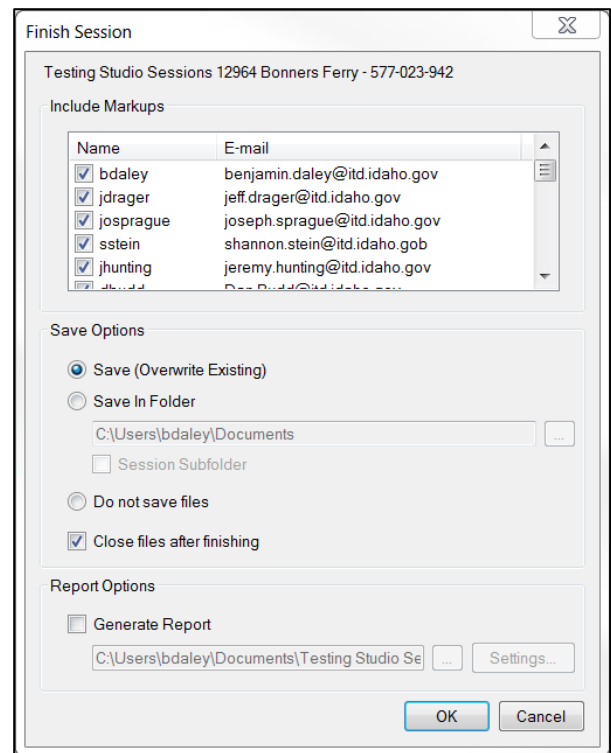 Finish Session
Testing Studio Sessions 12964 Bonners Ferry - 577-023-942
Include Markups
Name E-mail
bdaley benjamin.daley@itd.idaho.gov
jdrager jeff.drager@itd.idaho.gov
josprague joseph.sprague@itd.idaho.gov
sstein shannon.stein@itd.idaho.gob
jhunting jeremy.hunting@itd.idaho.gov
Save Options
Save (Overwrite Existing)
Save In Folder
C:\Users\bdaley\Documents ...
Session Subfolder
Do not save files
Close files after finishing
Report Options
Generate Report
C:\Users\bdaley\Documents\Testing Studio Se ... Settings...
OK Cancel